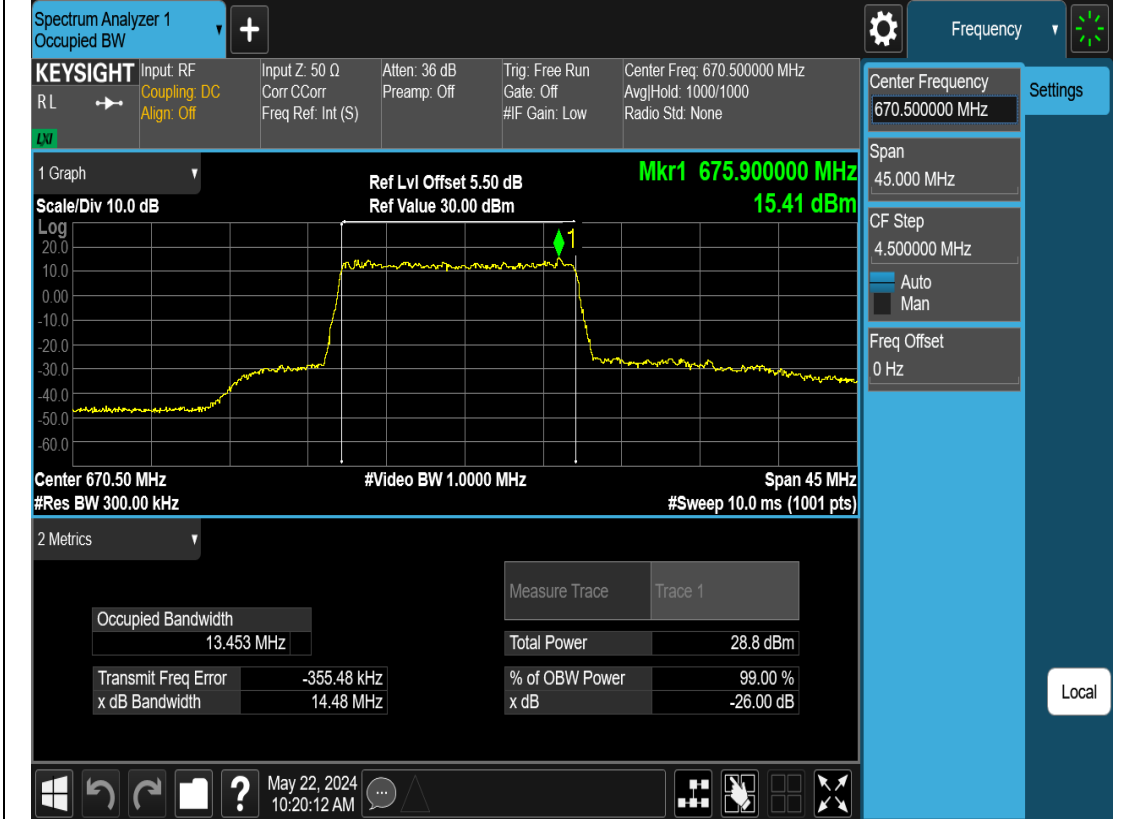 Spectrum Analyzer 1
Occupied BW
Frequency
KEYSIGHT
RL
LXI
Input: RF
Coupling: DC
Align: Off
Input Z: 50 Ω
Corr CCorr
Freq Ref: Int (S)
Atten: 36 dB
Preamp: Off
Trig: Free Run
Gate: Off
#IF Gain: Low
Center Freq: 670.500000 MHz
Avg|Hold: 1000/1000
Radio Std: None
Center Frequency
670.500000 MHz
Settings
Span
45.000 MHz
CF Step
4.500000 MHz
Auto
Man
Freq Offset
0 Hz
Local
1 Graph
Ref Lvl Offset 5.50 dB
Mkr1 675.900000 MHz
Scale/Div 10.0 dB
Ref Value 30.00 dBm
15.41 dBm
Log
1
20.0
10.0
0.00
-10.0
-20.0
-30.0
-40.0
-50.0
-60.0
Center 670.50 MHz
#Video BW 1.0000 MHz
Span 45 MHz
#Res BW 300.00 kHz
#Sweep 10.0 ms (1001 pts)
2 Metrics
Measure Trace
Trace 1
Occupied Bandwidth
13.453 MHz
Total Power
28.8 dBm
Transmit Freq Error
-355.48 kHz
% of OBW Power
99.00 %
x dB Bandwidth
14.48 MHz
x dB
-26.00 dB
May 22, 2024
10:20:12 AM